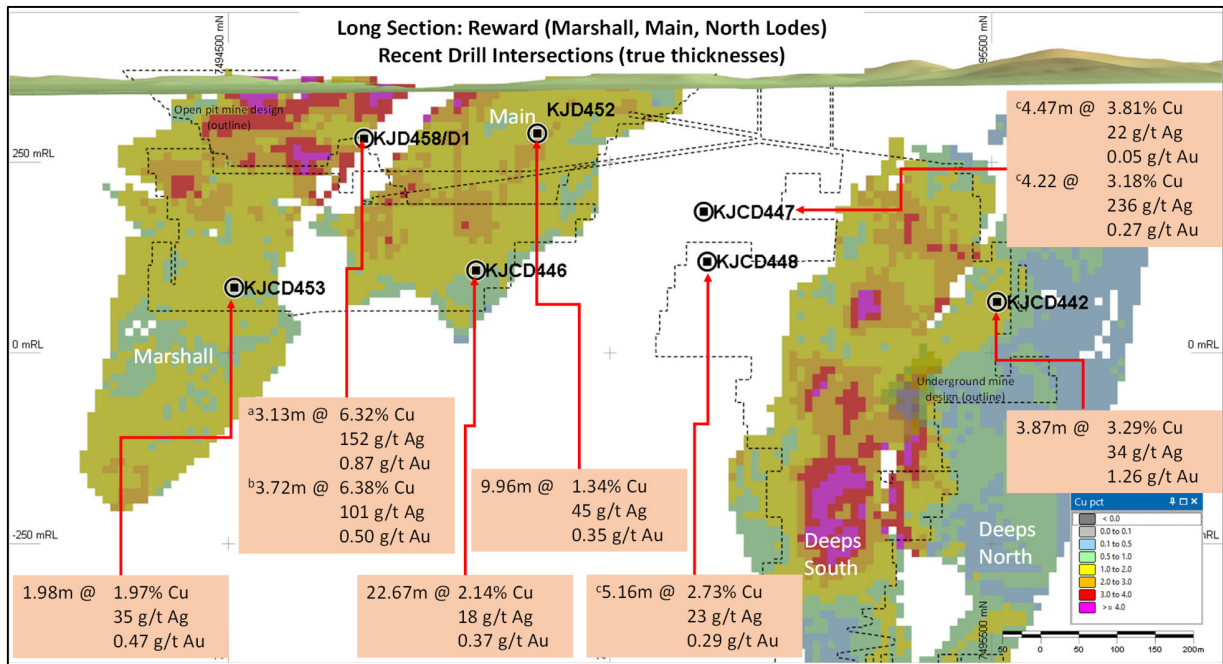 Long Section: Reward (Marshall, Main, North Lodes)
Recent Drill Intersections (true thicknesses)
7494500 mN
Open pit mine design
(outline)
Main
KJD452
KJD458/D1
250 mRL
ᶜ4.47m @ 3.81% Cu
22 g/t Ag
0.05 g/t Au
ᶜ4.22 @ 3.18% Cu
236 g/t Ag
0.27 g/t Au
KJCD447
KJCD446
KJCD448
KJCD453
KJCD442
Marshall
0 mRL
0 mRL
Underground mine
design (outline)
ᵃ3.13m @ 6.32% Cu
152 g/t Ag
0.87 g/t Au
ᵇ3.72m @ 6.38% Cu
101 g/t Ag
0.50 g/t Au
9.96m @ 1.34% Cu
45 g/t Ag
0.35 g/t Au
3.87m @ 3.29% Cu
34 g/t Ag
1.26 g/t Au
-250 mRL
Deeps
South
Deeps
North
Cu pct
< 0.0
0.0 to 0.1
0.1 to 0.5
0.5 to 1.0
1.0 to 2.0
2.0 to 3.0
3.0 to 4.0
>= 4.0
1.98m @ 1.97% Cu
35 g/t Ag
0.47 g/t Au
22.67m @ 2.14% Cu
18 g/t Ag
0.37 g/t Au
ᶜ5.16m @ 2.73% Cu
23 g/t Ag
0.29 g/t Au
7495500 mN
50 0 50 100 150 200m